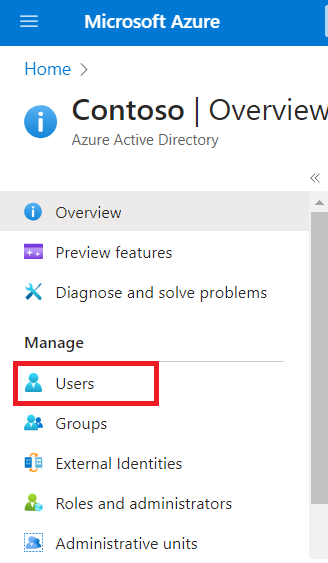 Microsoft Azure
Home
Contoso | Overview
Azure Active Directory
Overview
Preview features
Diagnose and solve problems
Manage
Users
Groups
External Identities
Roles and administrators
Administrative units